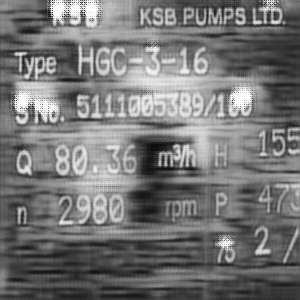 KSB KSB PUMPS LTD.
Type HGC-3-16
S No. 5111005389/100
Q 80.36 m³/h H 155
n 2980 rpm P 473
75 2 /